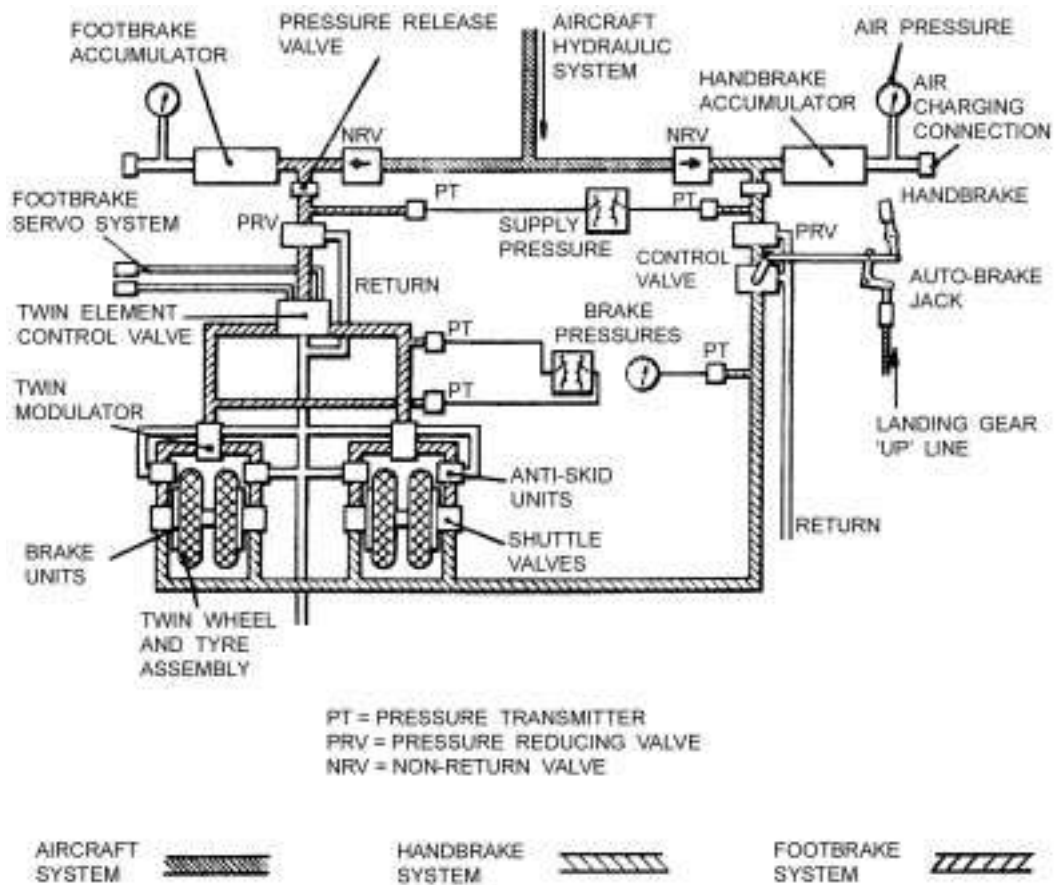 FOOTBRAKE
ACCUMULATOR
PRESSURE RELEASE
VALVE
AIRCRAFT
HYDRAULIC
SYSTEM
AIR PRESSURE
HANDBRAKE
ACCUMULATOR
AIR
CHARGING
CONNECTION
NRV
NRV
FOOTBRAKE
SERVO SYSTEM
PT
PT
HANDBRAKE
PRV
SUPPLY
PRESSURE
PRV
CONTROL
VALVE
RETURN
AUTO-BRAKE
JACK
TWIN ELEMENT
CONTROL VALVE
BRAKE
PRESSURES
PT
PT
PT
TWIN
MODULATOR
LANDING GEAR
'UP' LINE
ANTI-SKID
UNITS
RETURN
BRAKE
UNITS
SHUTTLE
VALVES
TWIN WHEEL
AND TYRE
ASSEMBLY
PT = PRESSURE TRANSMITTER
PRV = PRESSURE REDUCING VALVE
NRV = NON-RETURN VALVE
AIRCRAFT
SYSTEM
HANDBRAKE
SYSTEM
FOOTBRAKE
SYSTEM